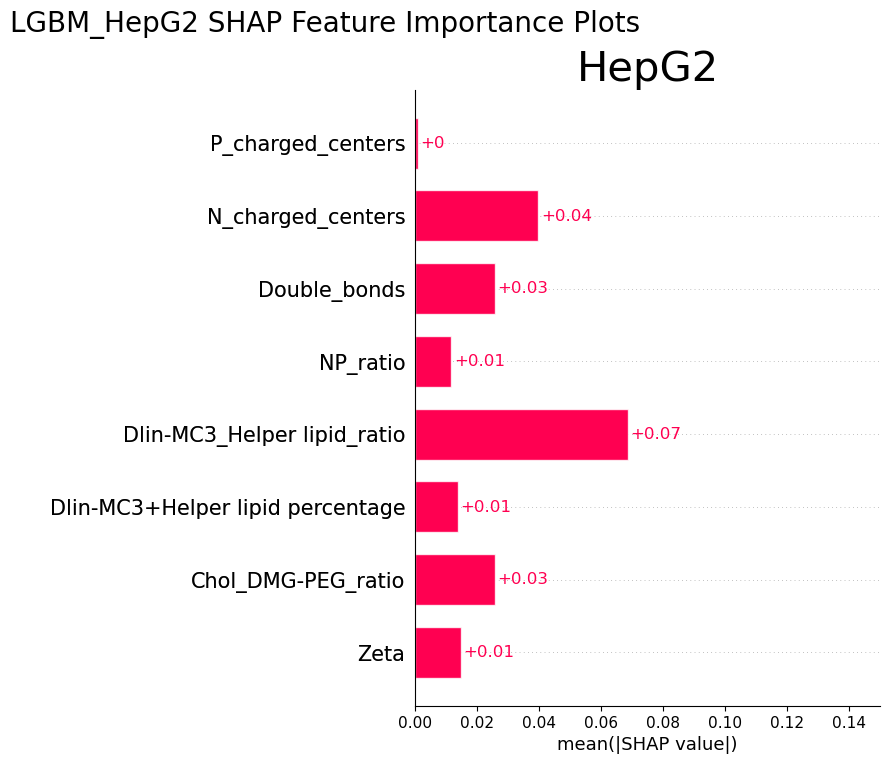 LGBM_HepG2 SHAP Feature Importance Plots
HepG2
P_charged_centers +0
N_charged_centers +0.04
Double_bonds +0.03
NP_ratio +0.01
Dlin-MC3_Helper lipid_ratio +0.07
Dlin-MC3+Helper lipid percentage +0.01
Chol_DMG-PEG_ratio +0.03
Zeta +0.01
0.00 0.02 0.04 0.06 0.08 0.10 0.12 0.14
mean(|SHAP value|)